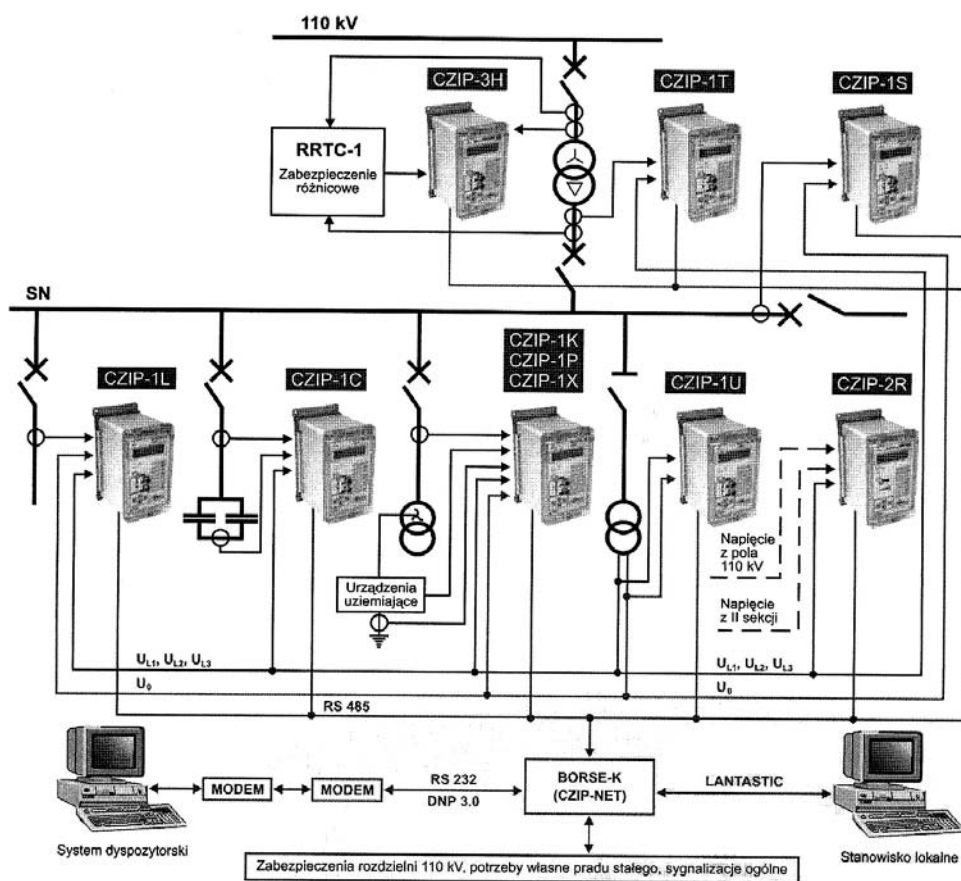 110 kV
CZIP-3H
CZIP-1T
CZIP-1S
RRTC-1
Zabezpieczenie
różnicowe
SN
CZIP-1L
CZIP-1C
CZIP-1K
CZIP-1P
CZIP-1X
CZIP-1U
CZIP-2R
Napięcie
z pola
110 kV
Urządzenia
uziemiające
Napięcie
z II sekcji
UL1, UL2, UL3
UL1, UL2, UL3
U0
U0
RS 485
MODEM
MODEM
RS 232
DNP 3.0
BORSE-K
(CZIP-NET)
LANTASTIC
System dyspozytorski
Stanowisko lokalne
Zabezpieczenia rozdzielni 110 kV, potrzeby własne pradu stałego, sygnalizacje ogólne